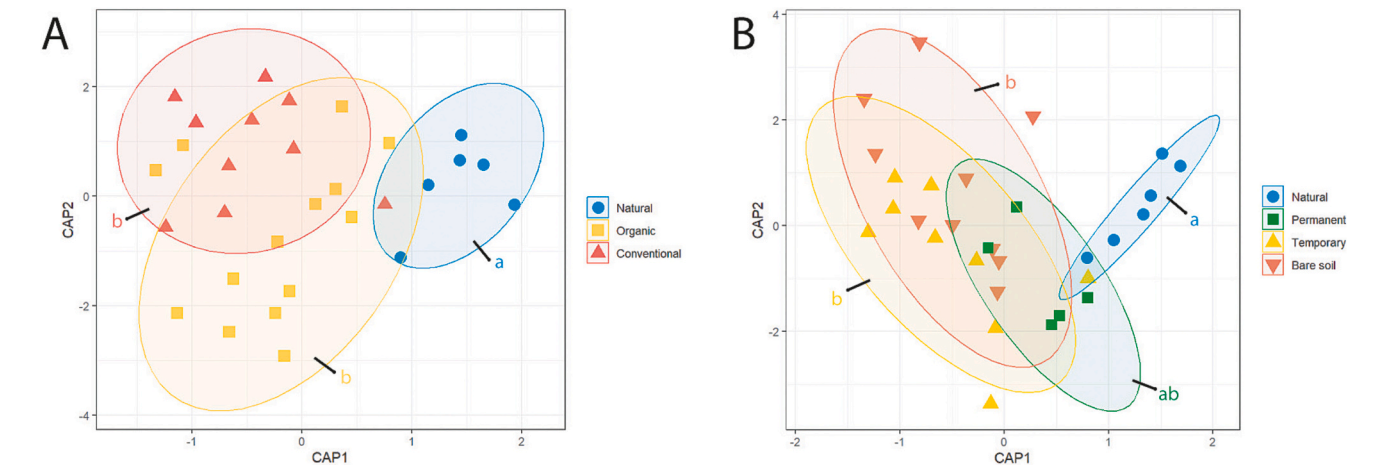 A
CAP2
2
0
-2
-4
-1
0
1
2
CAP1
b
a
b
Natural
Organic
Conventional
B
CAP2
4
2
0
-2
-2
-1
0
1
2
CAP1
b
a
b
ab
Natural
Permanent
Temporary
Bare soil